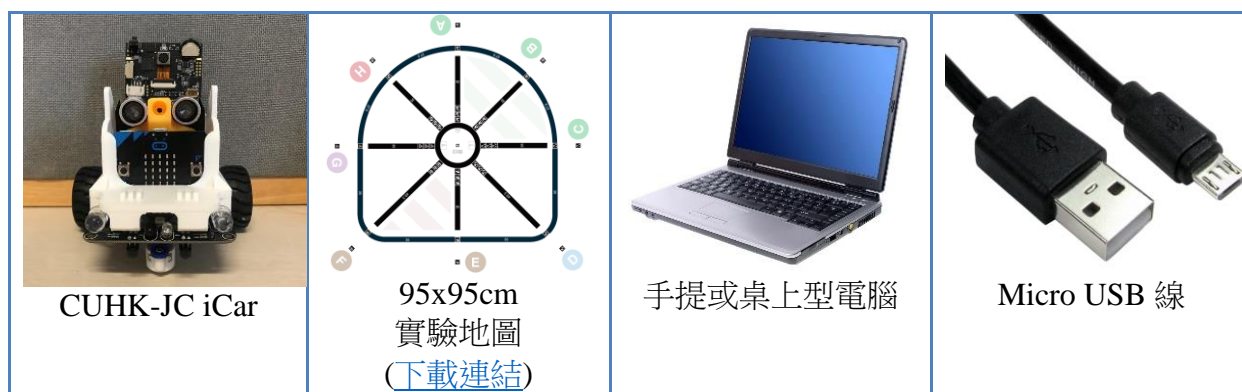 A
B
C
D
E
F
G
H
CUHK-JC iCar
95x95cm
實驗地圖
(下載連結)
手提或桌上型電腦
Micro USB 線